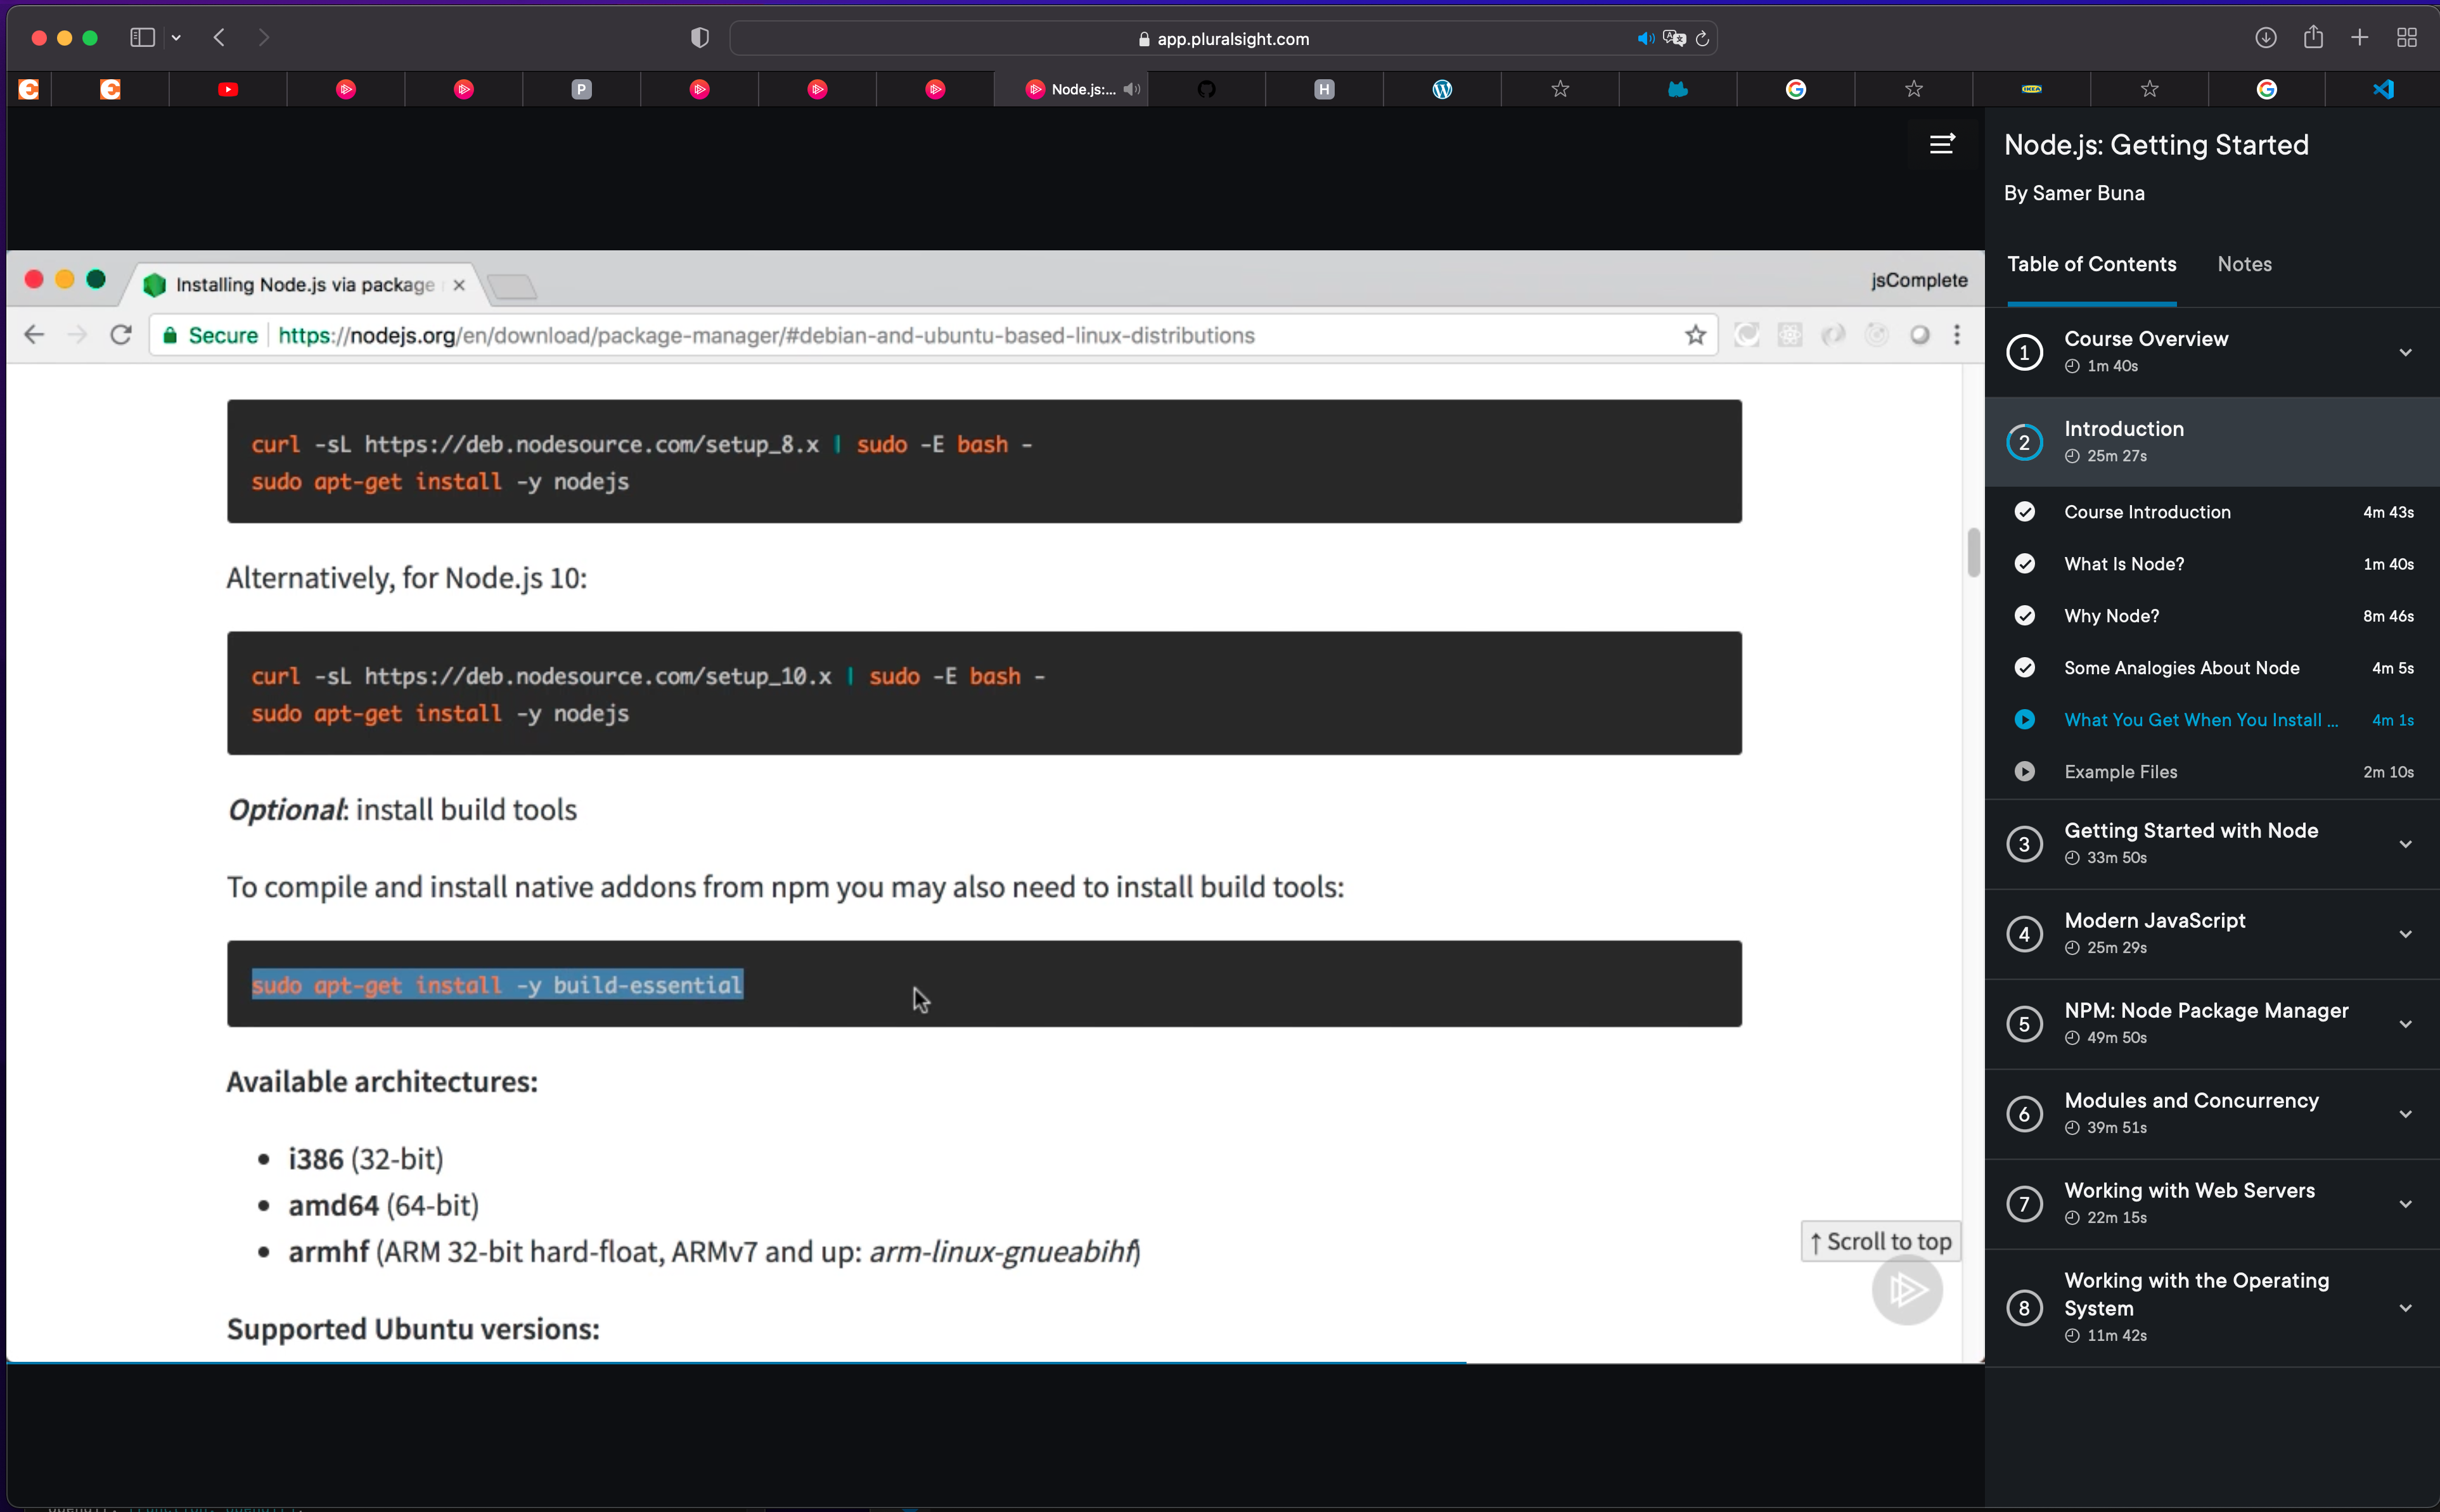 app.pluralsight.com
P
Node.js:...
H
IKEA
Node.js: Getting Started
By Samer Buna
Table of Contents
Notes
1
Course Overview
1m 40s
2
Introduction
25m 27s
Course Introduction 4m 43s
What Is Node? 1m 40s
Why Node? 8m 46s
Some Analogies About Node 4m 5s
What You Get When You Install ... 4m 1s
Example Files 2m 10s
3
Getting Started with Node
33m 50s
4
Modern JavaScript
25m 29s
5
NPM: Node Package Manager
49m 50s
6
Modules and Concurrency
39m 51s
7
Working with Web Servers
22m 15s
8
Working with the Operating
System
11m 42s
Installing Node.js via package
jsComplete
Secure https://nodejs.org/en/download/package-manager/#debian-and-ubuntu-based-linux-distributions
curl -sL https://deb.nodesource.com/setup_8.x | sudo -E bash -
sudo apt-get install -y nodejs
Alternatively, for Node.js 10:
curl -sL https://deb.nodesource.com/setup_10.x | sudo -E bash -
sudo apt-get install -y nodejs
Optional: install build tools
To compile and install native addons from npm you may also need to install build tools:
sudo apt-get install -y build-essential
Available architectures:
• i386 (32-bit)
• amd64 (64-bit)
• armhf (ARM 32-bit hard-float, ARMv7 and up: arm-linux-gnueabihf)
↑ Scroll to top
Supported Ubuntu versions: